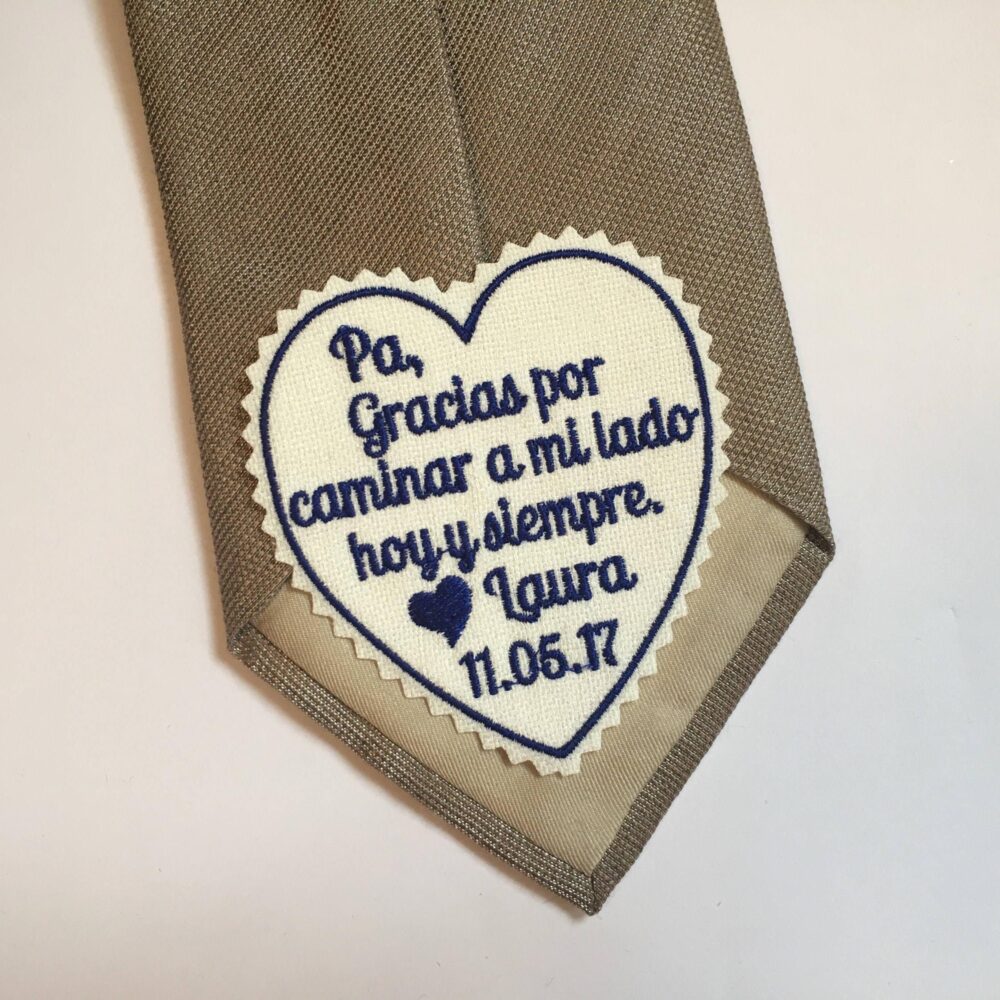 Pa,
Gracias por
caminar a mi lado
hoy y siempre.
Laura
11.05.17